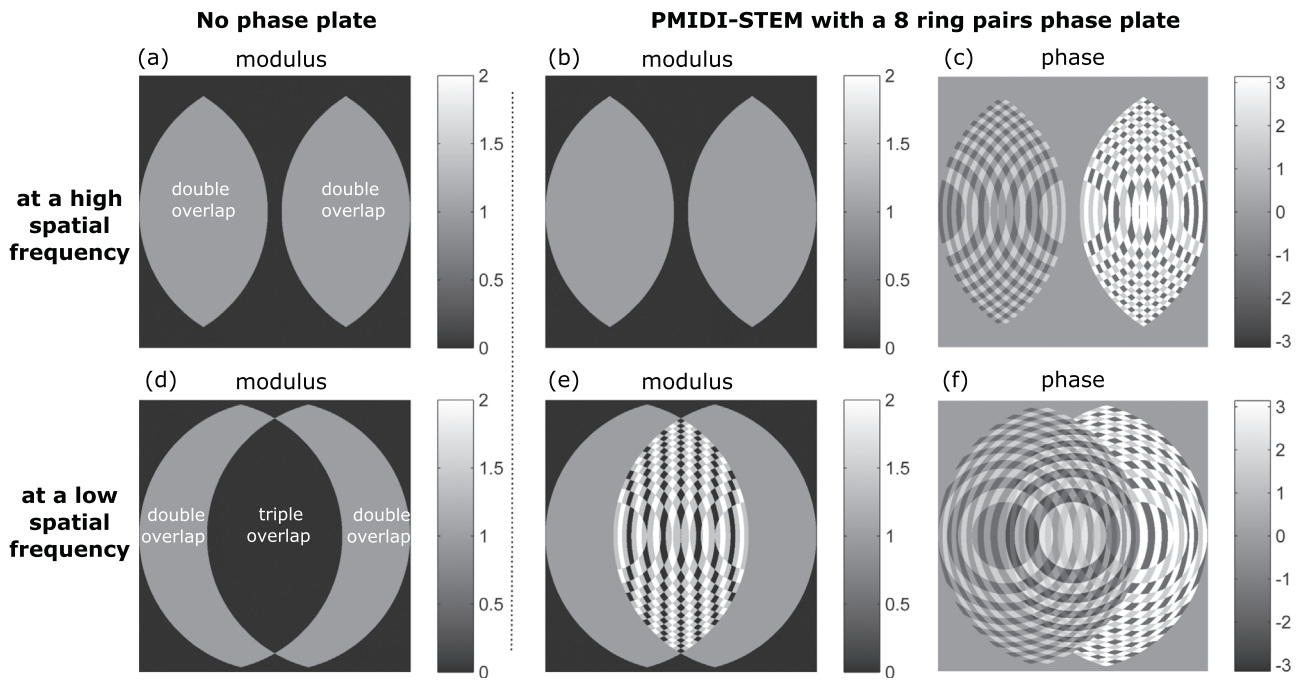 No phase plate
PMIDI-STEM with a 8 ring pairs phase plate
(a)
modulus
(b)
modulus
(c)
phase
2
1.5
1
0.5
0
2
1.5
1
0.5
0
3
2
1
0
-1
-2
-3
at a high
spatial
frequency
double
overlap
double
overlap
(d)
modulus
(e)
modulus
(f)
phase
2
1.5
1
0.5
0
2
1.5
1
0.5
0
3
2
1
0
-1
-2
-3
at a low
spatial
frequency
double
overlap
triple
overlap
double
overlap